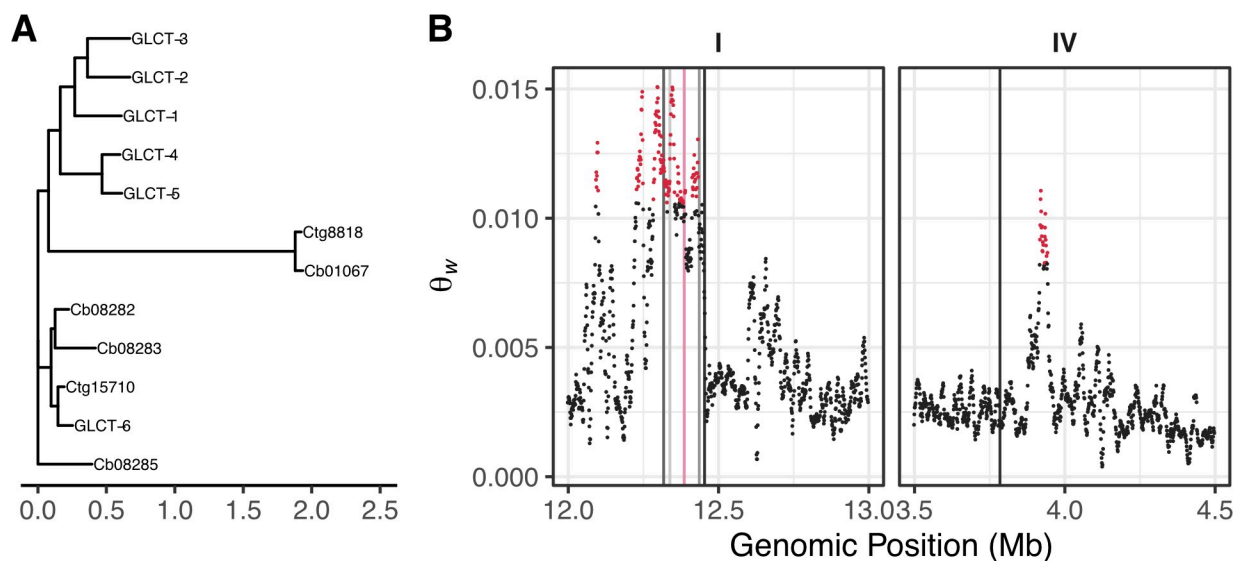 A
GLCT-3
GLCT-2
GLCT-1
GLCT-4
GLCT-5
Ctg8818
Cb01067
Cb08282
Cb08283
Ctg15710
GLCT-6
Cb08285
0.0 0.5 1.0 1.5 2.0 2.5
B
I IV
θw
0.015
0.010
0.005
0.000
12.0 12.5 13.0 3.5 4.0 4.5
Genomic Position (Mb)